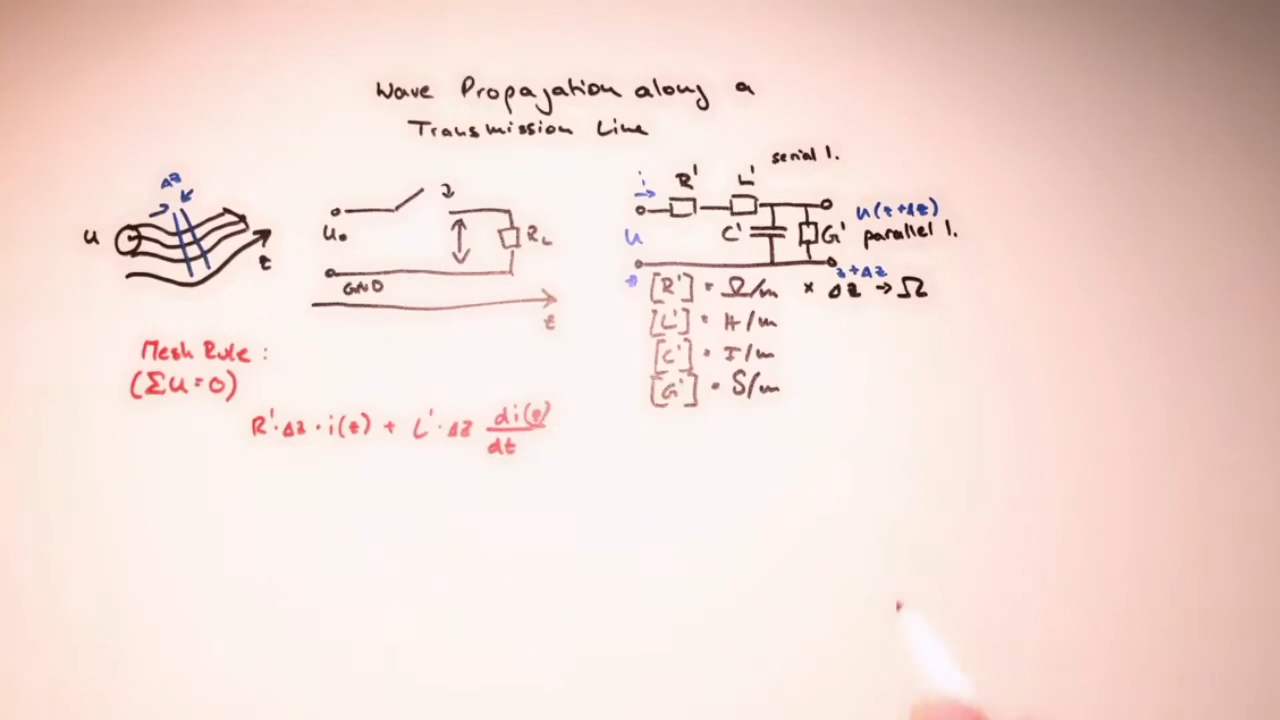 Wave Propagation along a
Transmission Line
Δz
u
z
U₀
GND
R_L
z
serial l.
i
R'
L'
u
C'
G'
u(z+Δz)
parallel l.
z+Δz
[R'] = Ω/m × Δz → Ω
[L'] = H/m
[C'] = F/m
[G'] = S/m
Mesh Rule :
(Σu=0)
R'·Δz·i(z) + L'·Δz di(z)/dt